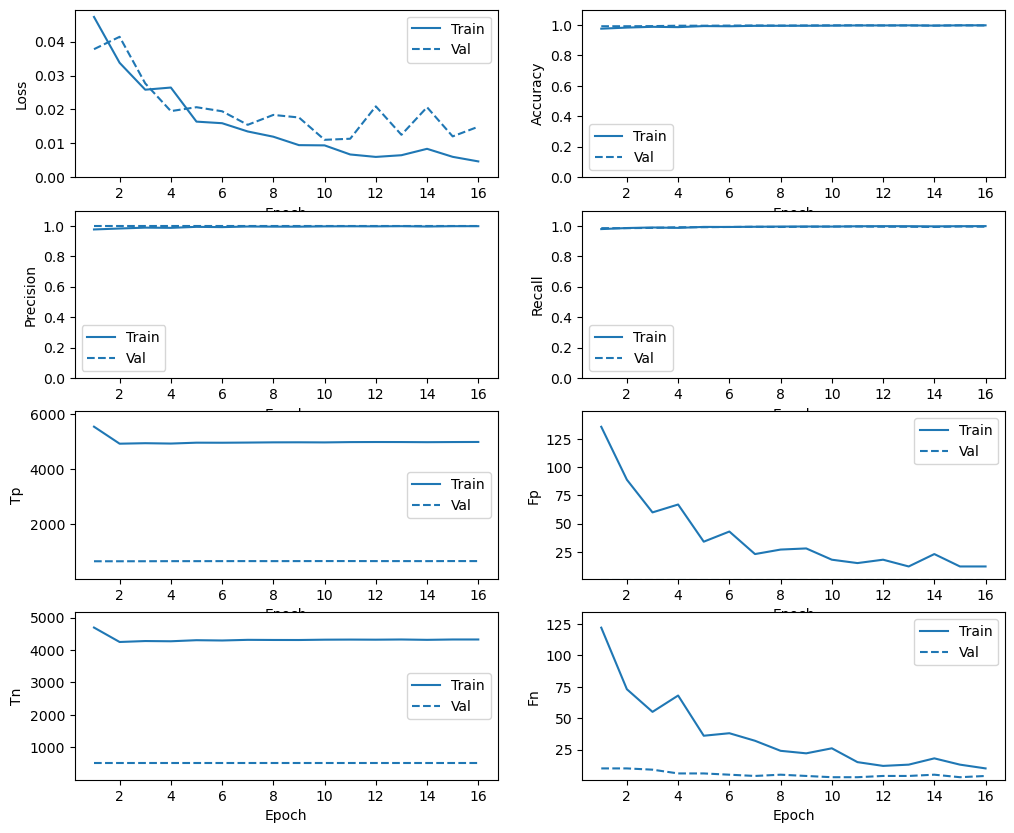 0.04
0.03
0.02
0.01
0.00
Loss
Train
Val
2 4 6 8 10 12 14 16
Epoch
1.0
0.8
0.6
0.4
0.2
0.0
Accuracy
Train
Val
2 4 6 8 10 12 14 16
Epoch
1.0
0.8
0.6
0.4
0.2
0.0
Precision
Train
Val
2 4 6 8 10 12 14 16
Epoch
1.0
0.8
0.6
0.4
0.2
0.0
Recall
Train
Val
2 4 6 8 10 12 14 16
Epoch
6000
4000
2000
Tp
Train
Val
2 4 6 8 10 12 14 16
Epoch
125
100
75
50
25
Fp
Train
Val
2 4 6 8 10 12 14 16
Epoch
5000
4000
3000
2000
1000
Tn
Train
Val
2 4 6 8 10 12 14 16
Epoch
125
100
75
50
25
Fn
Train
Val
2 4 6 8 10 12 14 16
Epoch